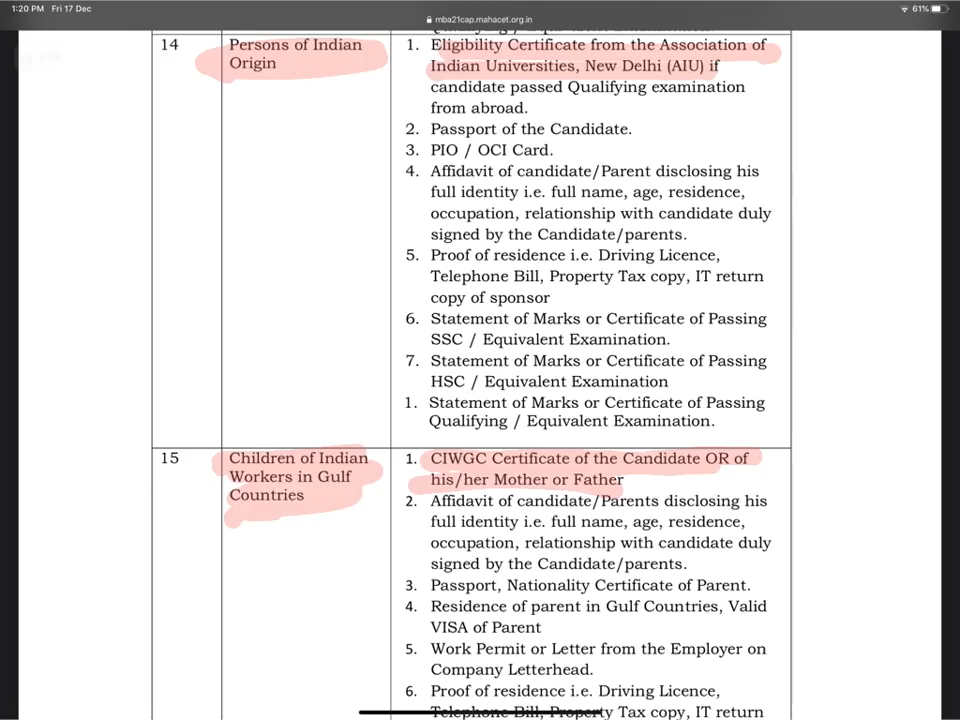 1:20 PM Fri 17 Dec
61%
mba21cap.mahacet.org.in
14
Persons of Indian
Origin
1. Eligibility Certificate from the Association of
Indian Universities, New Delhi (AIU) if
candidate passed Qualifying examination
from abroad.
2. Passport of the Candidate.
3. PIO / OCI Card.
4. Affidavit of candidate/Parent disclosing his
full identity i.e. full name, age, residence,
occupation, relationship with candidate duly
signed by the Candidate/parents.
5. Proof of residence i.e. Driving Licence,
Telephone Bill, Property Tax copy, IT return
copy of sponsor
6. Statement of Marks or Certificate of Passing
SSC / Equivalent Examination.
7. Statement of Marks or Certificate of Passing
HSC / Equivalent Examination
1. Statement of Marks or Certificate of Passing
Qualifying / Equivalent Examination.
15
Children of Indian
Workers in Gulf
Countries
1. CIWGC Certificate of the Candidate OR of
his/her Mother or Father
2. Affidavit of candidate/Parents disclosing his
full identity i.e. full name, age, residence,
occupation, relationship with candidate duly
signed by the Candidate/parents.
3. Passport, Nationality Certificate of Parent.
4. Residence of parent in Gulf Countries, Valid
VISA of Parent
5. Work Permit or Letter from the Employer on
Company Letterhead.
6. Proof of residence i.e. Driving Licence,
Telephone Bill, Property Tax copy, IT return